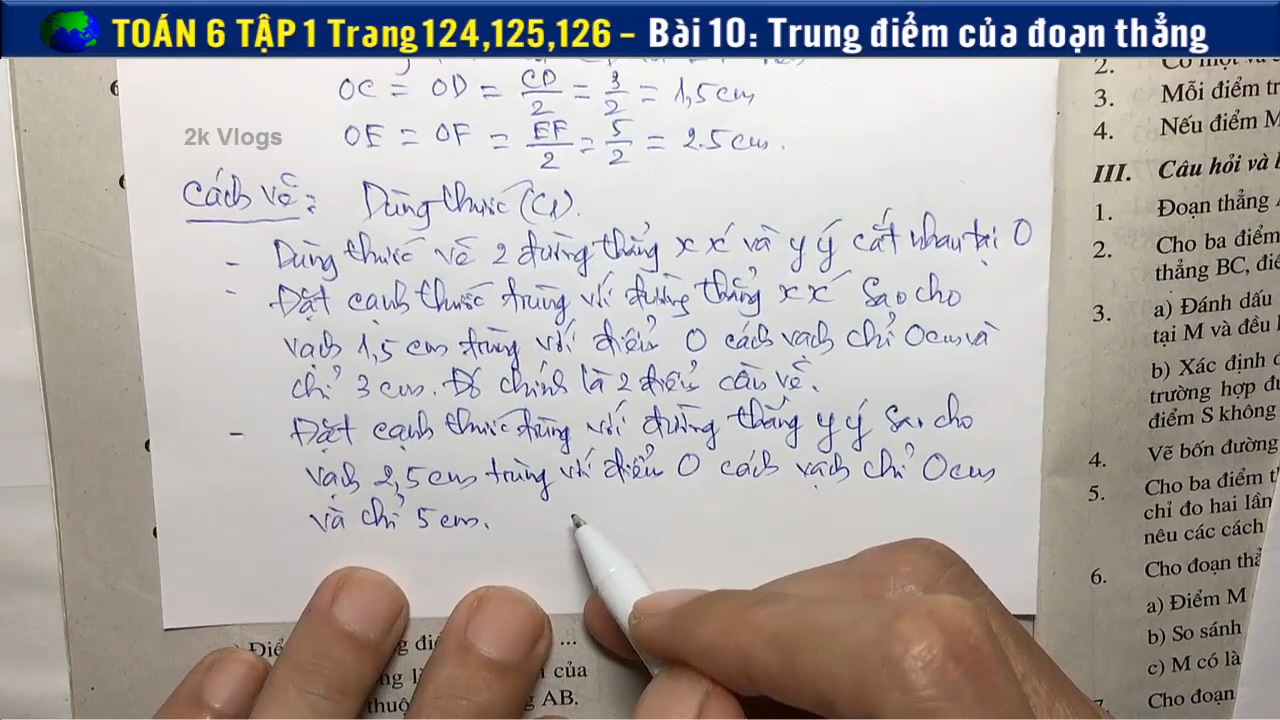 TOÁN 6 TẬP 1 Trang 124,125,126 - Bài 10: Trung điểm của đoạn thẳng
OC = OD = CD/2 = 3/2 = 1,5 cm
2k Vlogs
OE = OF = EF/2 = 5/2 = 2.5 cm.
Cách vẽ: Dùng thước
- Dùng thước vẽ 2 đường thẳng xx' và yy' cắt nhau tại O
- Đặt cạnh thước trùng với đường thẳng xx' sao cho
vạch 1,5 cm trùng với điểm O cách vạch chỉ 0cm và
chỉ 3 cm. Đó chính là 2 điểm cần vẽ.
- Đặt cạnh thước trùng với đường thẳng yy' sao cho
vạch 2,5cm trùng với điểm O cách vạch chỉ 0cm
và chỉ 5 cm.
2.
3. Mỗi điểm
4. Nếu điểm M
III. Câu hỏi và
1. Đoạn thẳng
2. Cho ba điểm
thẳng BC,
3. a) Đánh dấu
tại M và đều
b) Xác định
trường hợp
điểm S không
4. Vẽ bốn đường
5. Cho ba điểm
chỉ đo hai lần
nêu các cách
6. Cho đoạn
a) Điểm M
b) So sánh
c) M có là
7. Cho đoạn
...
của
AB.